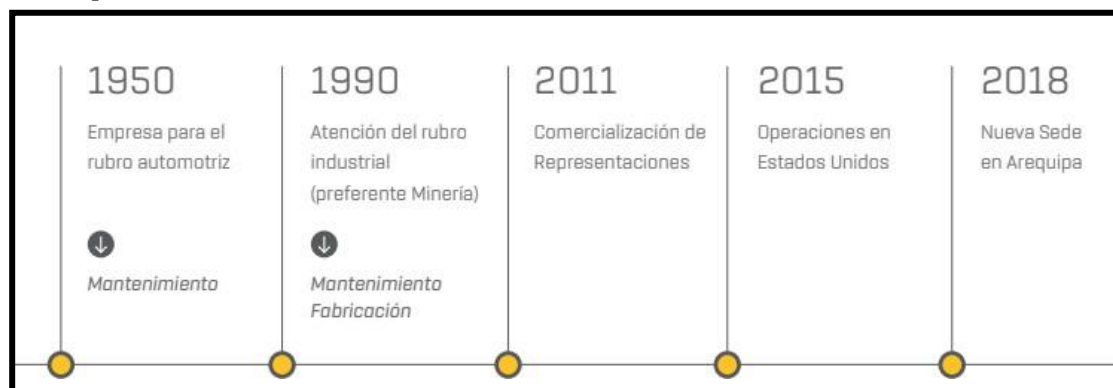 1950
Empresa para el
rubro automotriz
Mantenimiento
1990
Atención del rubro
industrial
(preferente Minería)
Mantenimiento
Fabricación
2011
Comercialización de
Representaciones
2015
Operaciones en
Estados Unidos
2018
Nueva Sede
en Arequipa